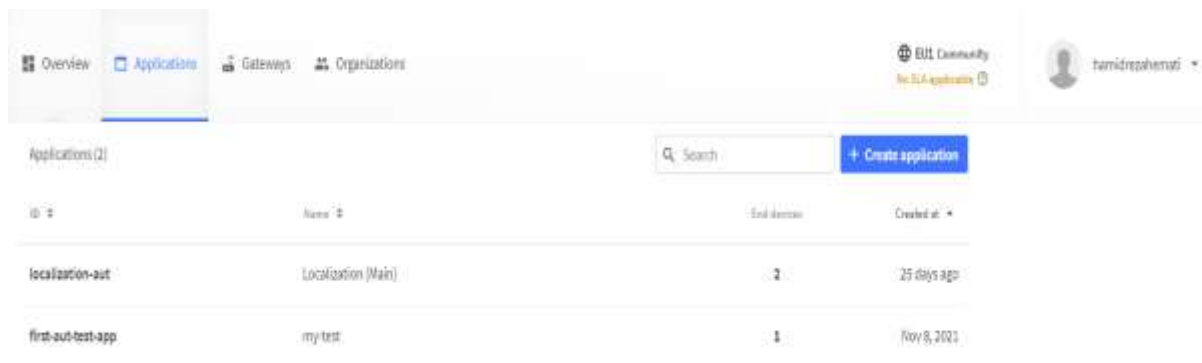 Overview Applications Gateways Organizations
EU1 Community
No SLA applicable
hamidrezahemati
Applications (2)
Search
+ Create application
ID Name End devices Created at
localization-aut Localization (Main) 2 25 days ago
first-aut-test-app my-test 1 Nov 8, 2021